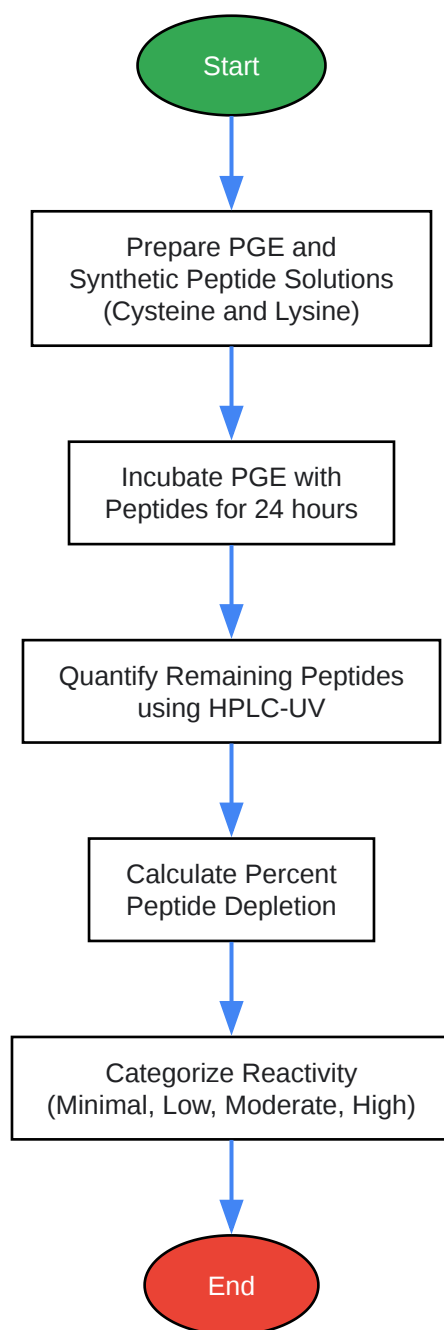 Start
Prepare PGE and
Synthetic Peptide Solutions
(Cysteine and Lysine)
Incubate PGE with
Peptides for 24 hours
Quantify Remaining Peptides
using HPLC-UV
Calculate Percent
Peptide Depletion
Categorize Reactivity
(Minimal, Low, Moderate, High)
End